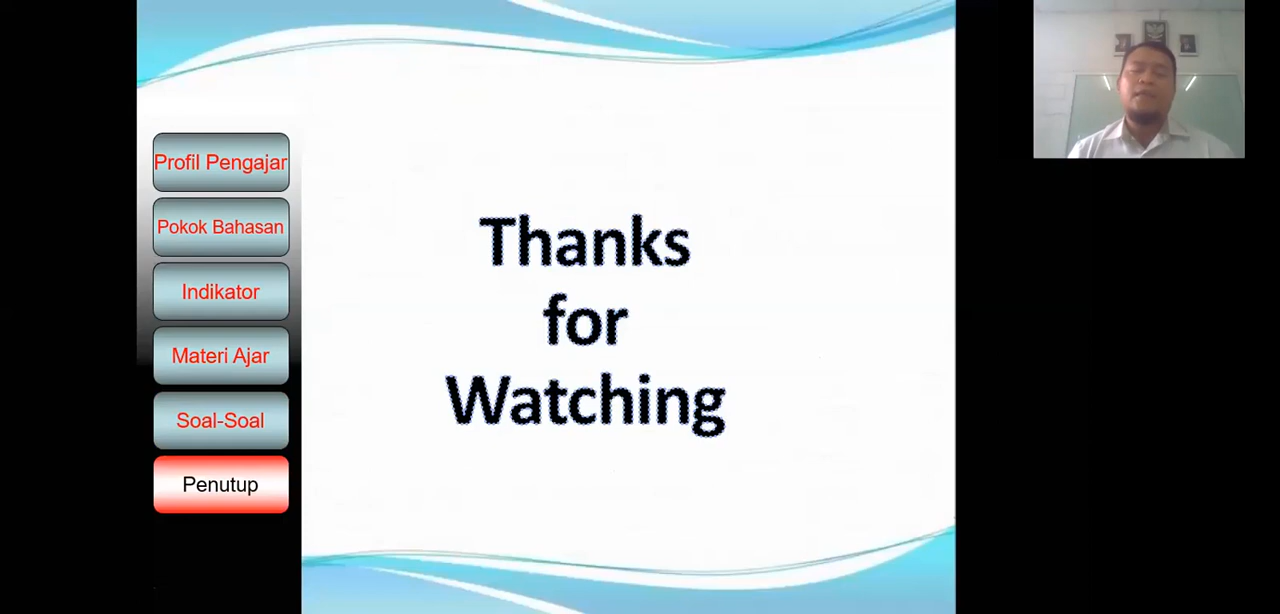 Profil Pengajar
Pokok Bahasan
Indikator
Materi Ajar
Soal-Soal
Penutup
Thanks
for
Watching